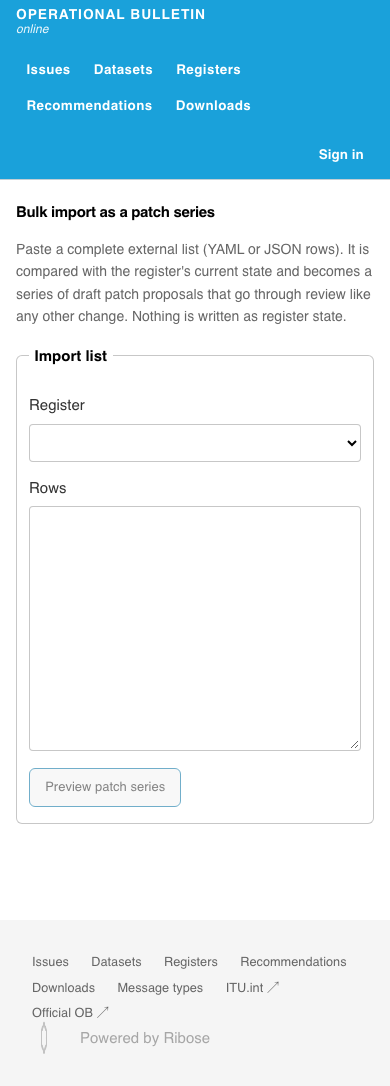 OPERATIONAL BULLETIN
online
Issues Datasets Registers
Recommendations Downloads
Sign in
Bulk import as a patch series
Paste a complete external list (YAML or JSON rows). It is
compared with the register's current state and becomes a
series of draft patch proposals that go through review like
any other change. Nothing is written as register state.
Import list
Register
Rows
Preview patch series
Issues Datasets Registers Recommendations
Downloads Message types ITU.int ↗
Official OB ↗
Powered by Ribose